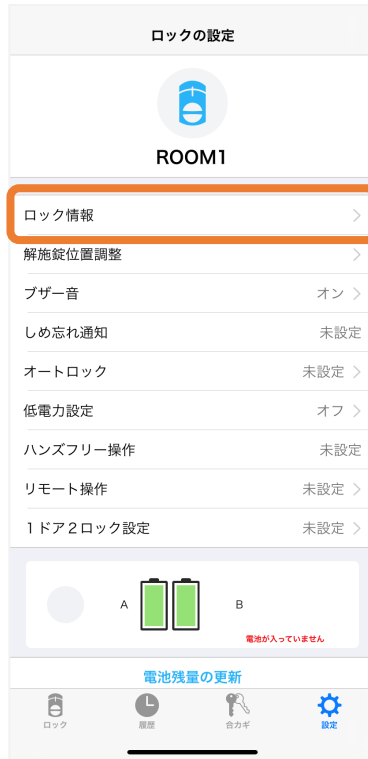 ロックの設定
ROOM1
ロック情報
解施錠位置調整
ブザー音 オン
しめ忘れ通知 未設定
オートロック 未設定
低電力設定 オフ
ハンズフリー操作 未設定
リモート操作 未設定
1ドア2ロック設定 未設定
A B
電池が入っていません
電池残量の更新
ロック 履歴 合カギ 設定